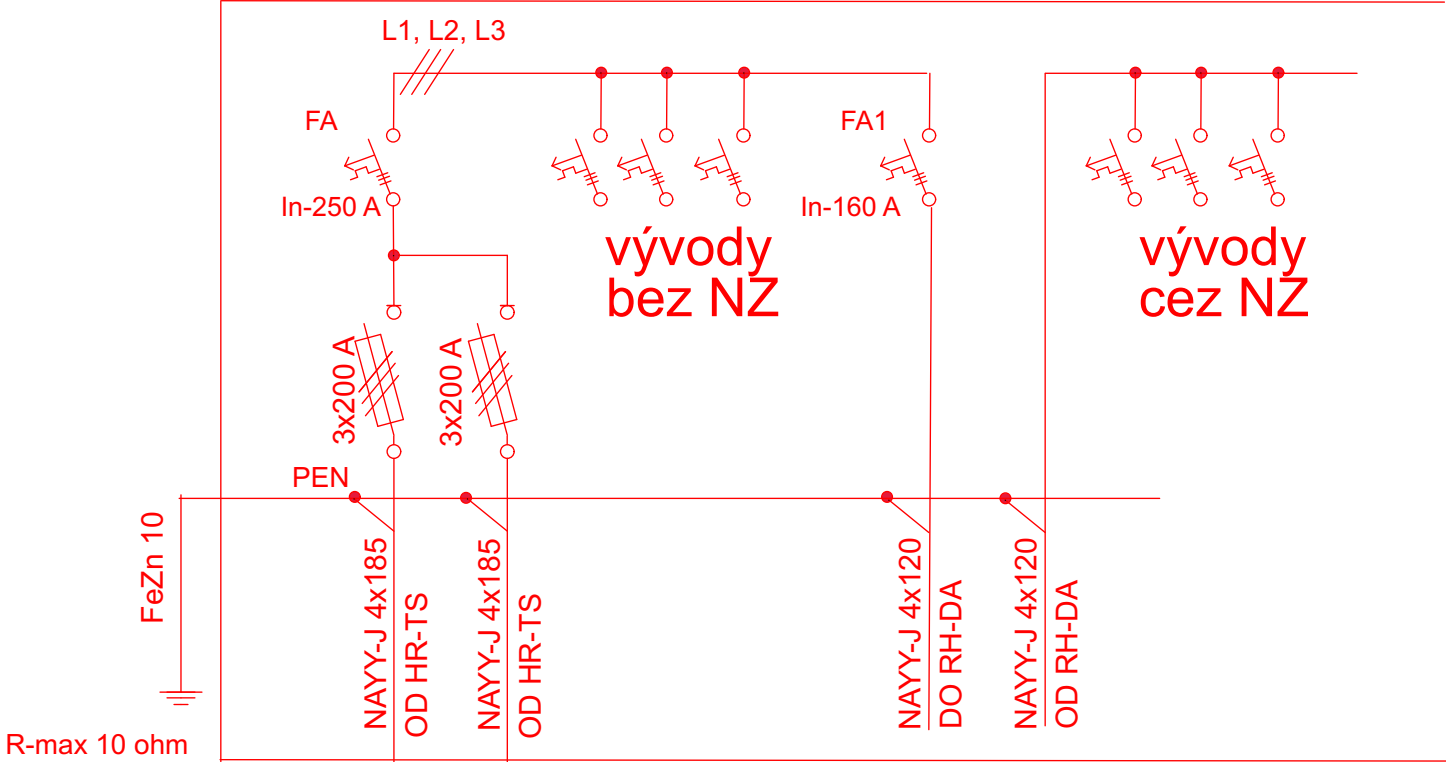 L1, L2, L3
FA
In-250 A
FA1
In-160 A
vývody
bez NZ
vývody
cez NZ
3x200 A
3x200 A
PEN
FeZn 10
R-max 10 ohm
NAYY-J 4x185
OD HR-TS
NAYY-J 4x185
OD HR-TS
NAYY-J 4x120
DO RH-DA
NAYY-J 4x120
OD RH-DA